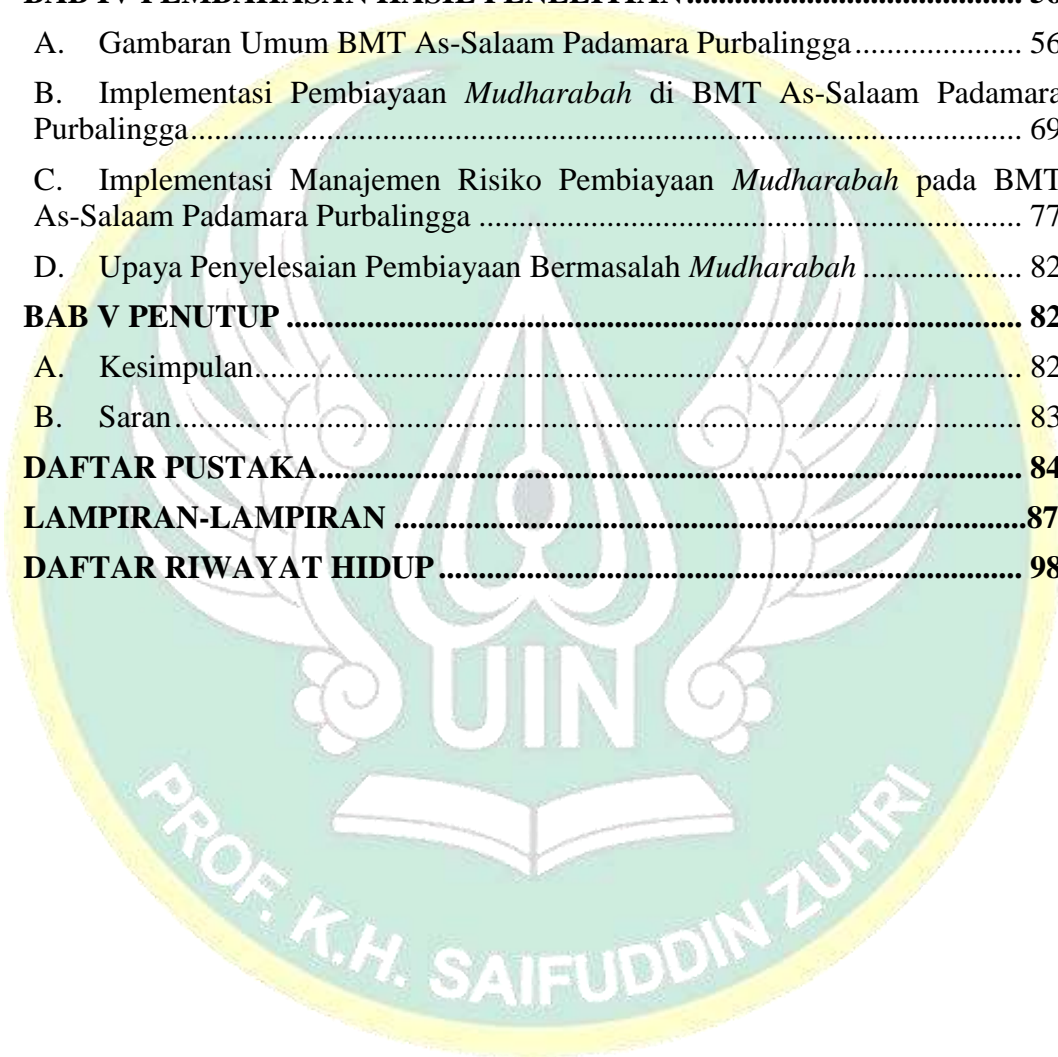 A. Gambaran Umum BMT As-Salaam Padamara Purbalingga ..................... 56
B. Implementasi Pembiayaan Mudharabah di BMT As-Salaam Padamara
Purbalingga....................................................................................................... 69
C. Implementasi Manajemen Risiko Pembiayaan Mudharabah pada BMT
As-Salaam Padamara Purbalingga ................................................................... 77
D. Upaya Penyelesaian Pembiayaan Bermasalah Mudharabah .................... 82
BAB V PENUTUP ........................................................................................... 82
A. Kesimpulan............................................................................................... 82
B. Saran ......................................................................................................... 83
DAFTAR PUSTAKA....................................................................................... 84
LAMPIRAN-LAMPIRAN ..............................................................................87
DAFTAR RIWAYAT HIDUP ........................................................................ 98
UIN
PROF. K.H. SAIFUDDIN ZUHRI